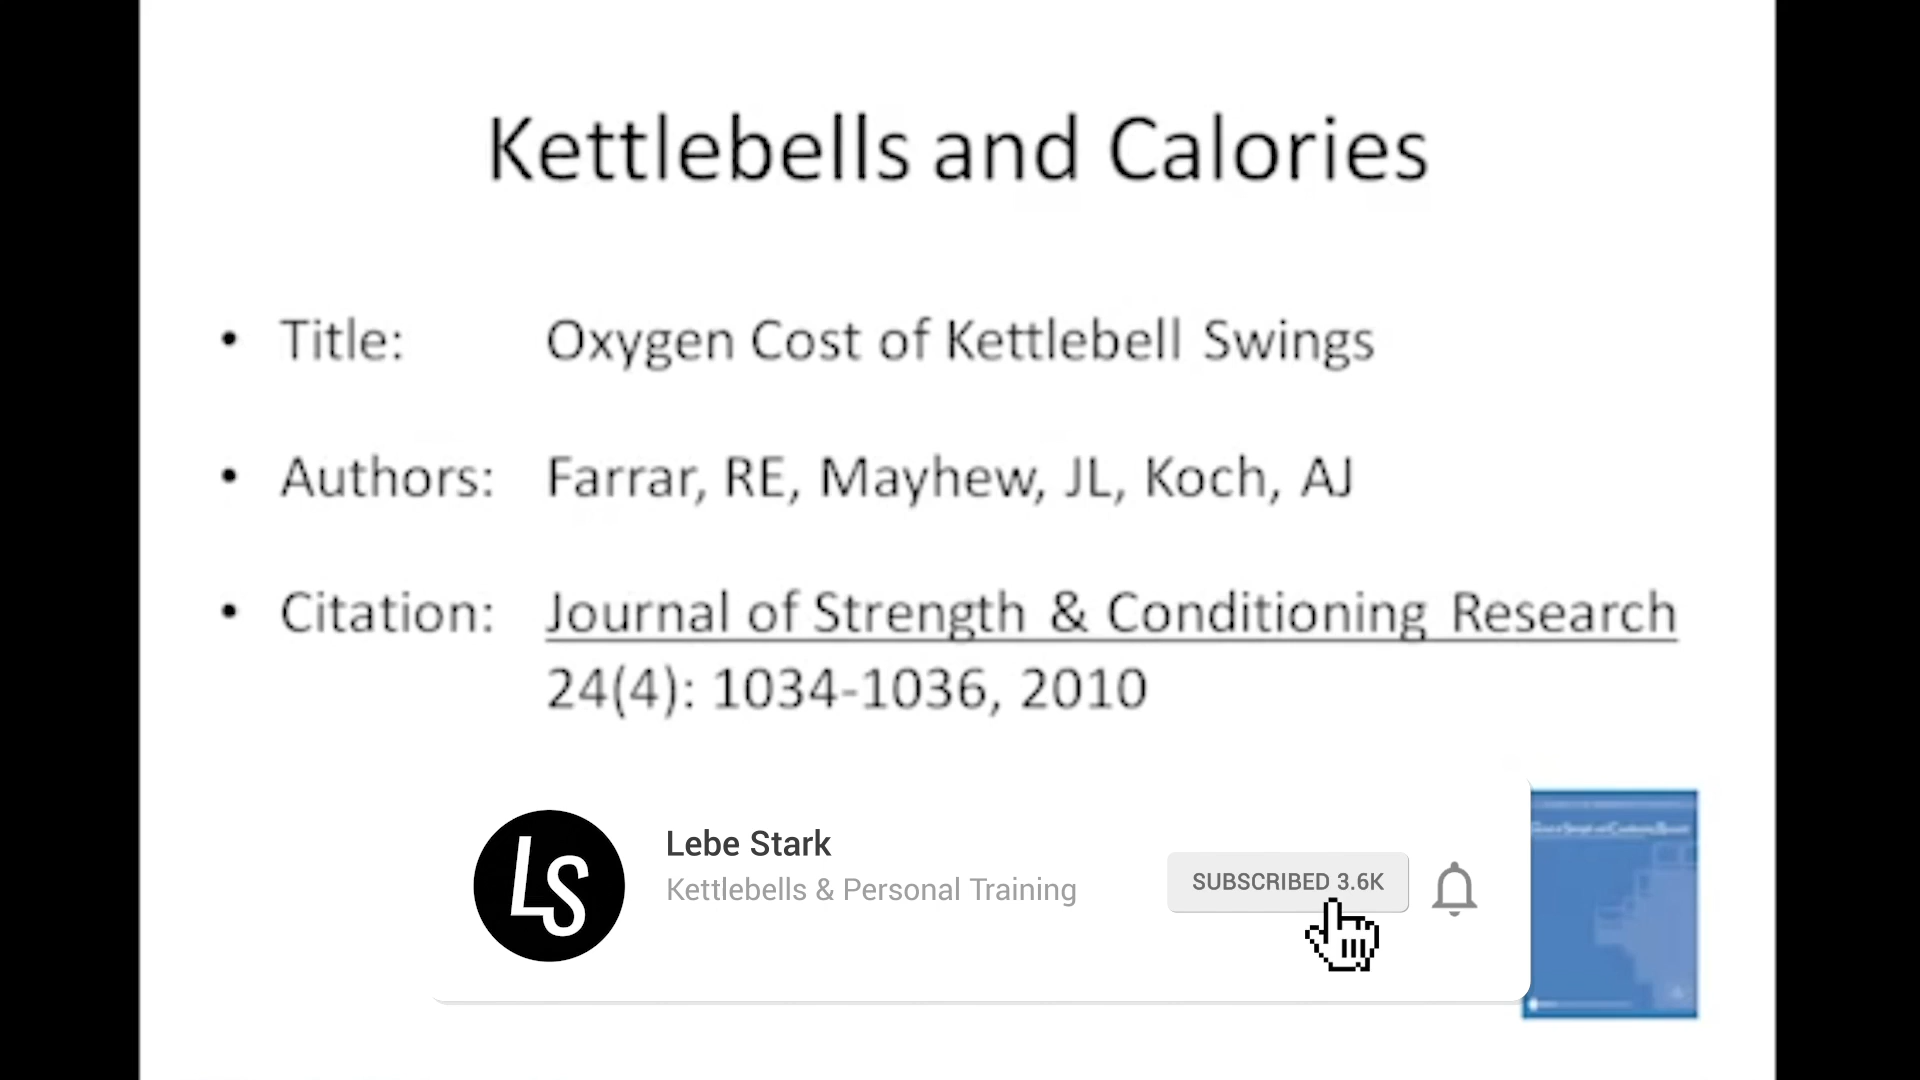 Kettlebells and Calories
• Title: Oxygen Cost of Kettlebell Swings
• Authors: Farrar, RE, Mayhew, JL, Koch, AJ
• Citation: Journal of Strength & Conditioning Research
24(4): 1034-1036, 2010
LS
Lebe Stark
Kettlebells & Personal Training
SUBSCRIBED 3.6K